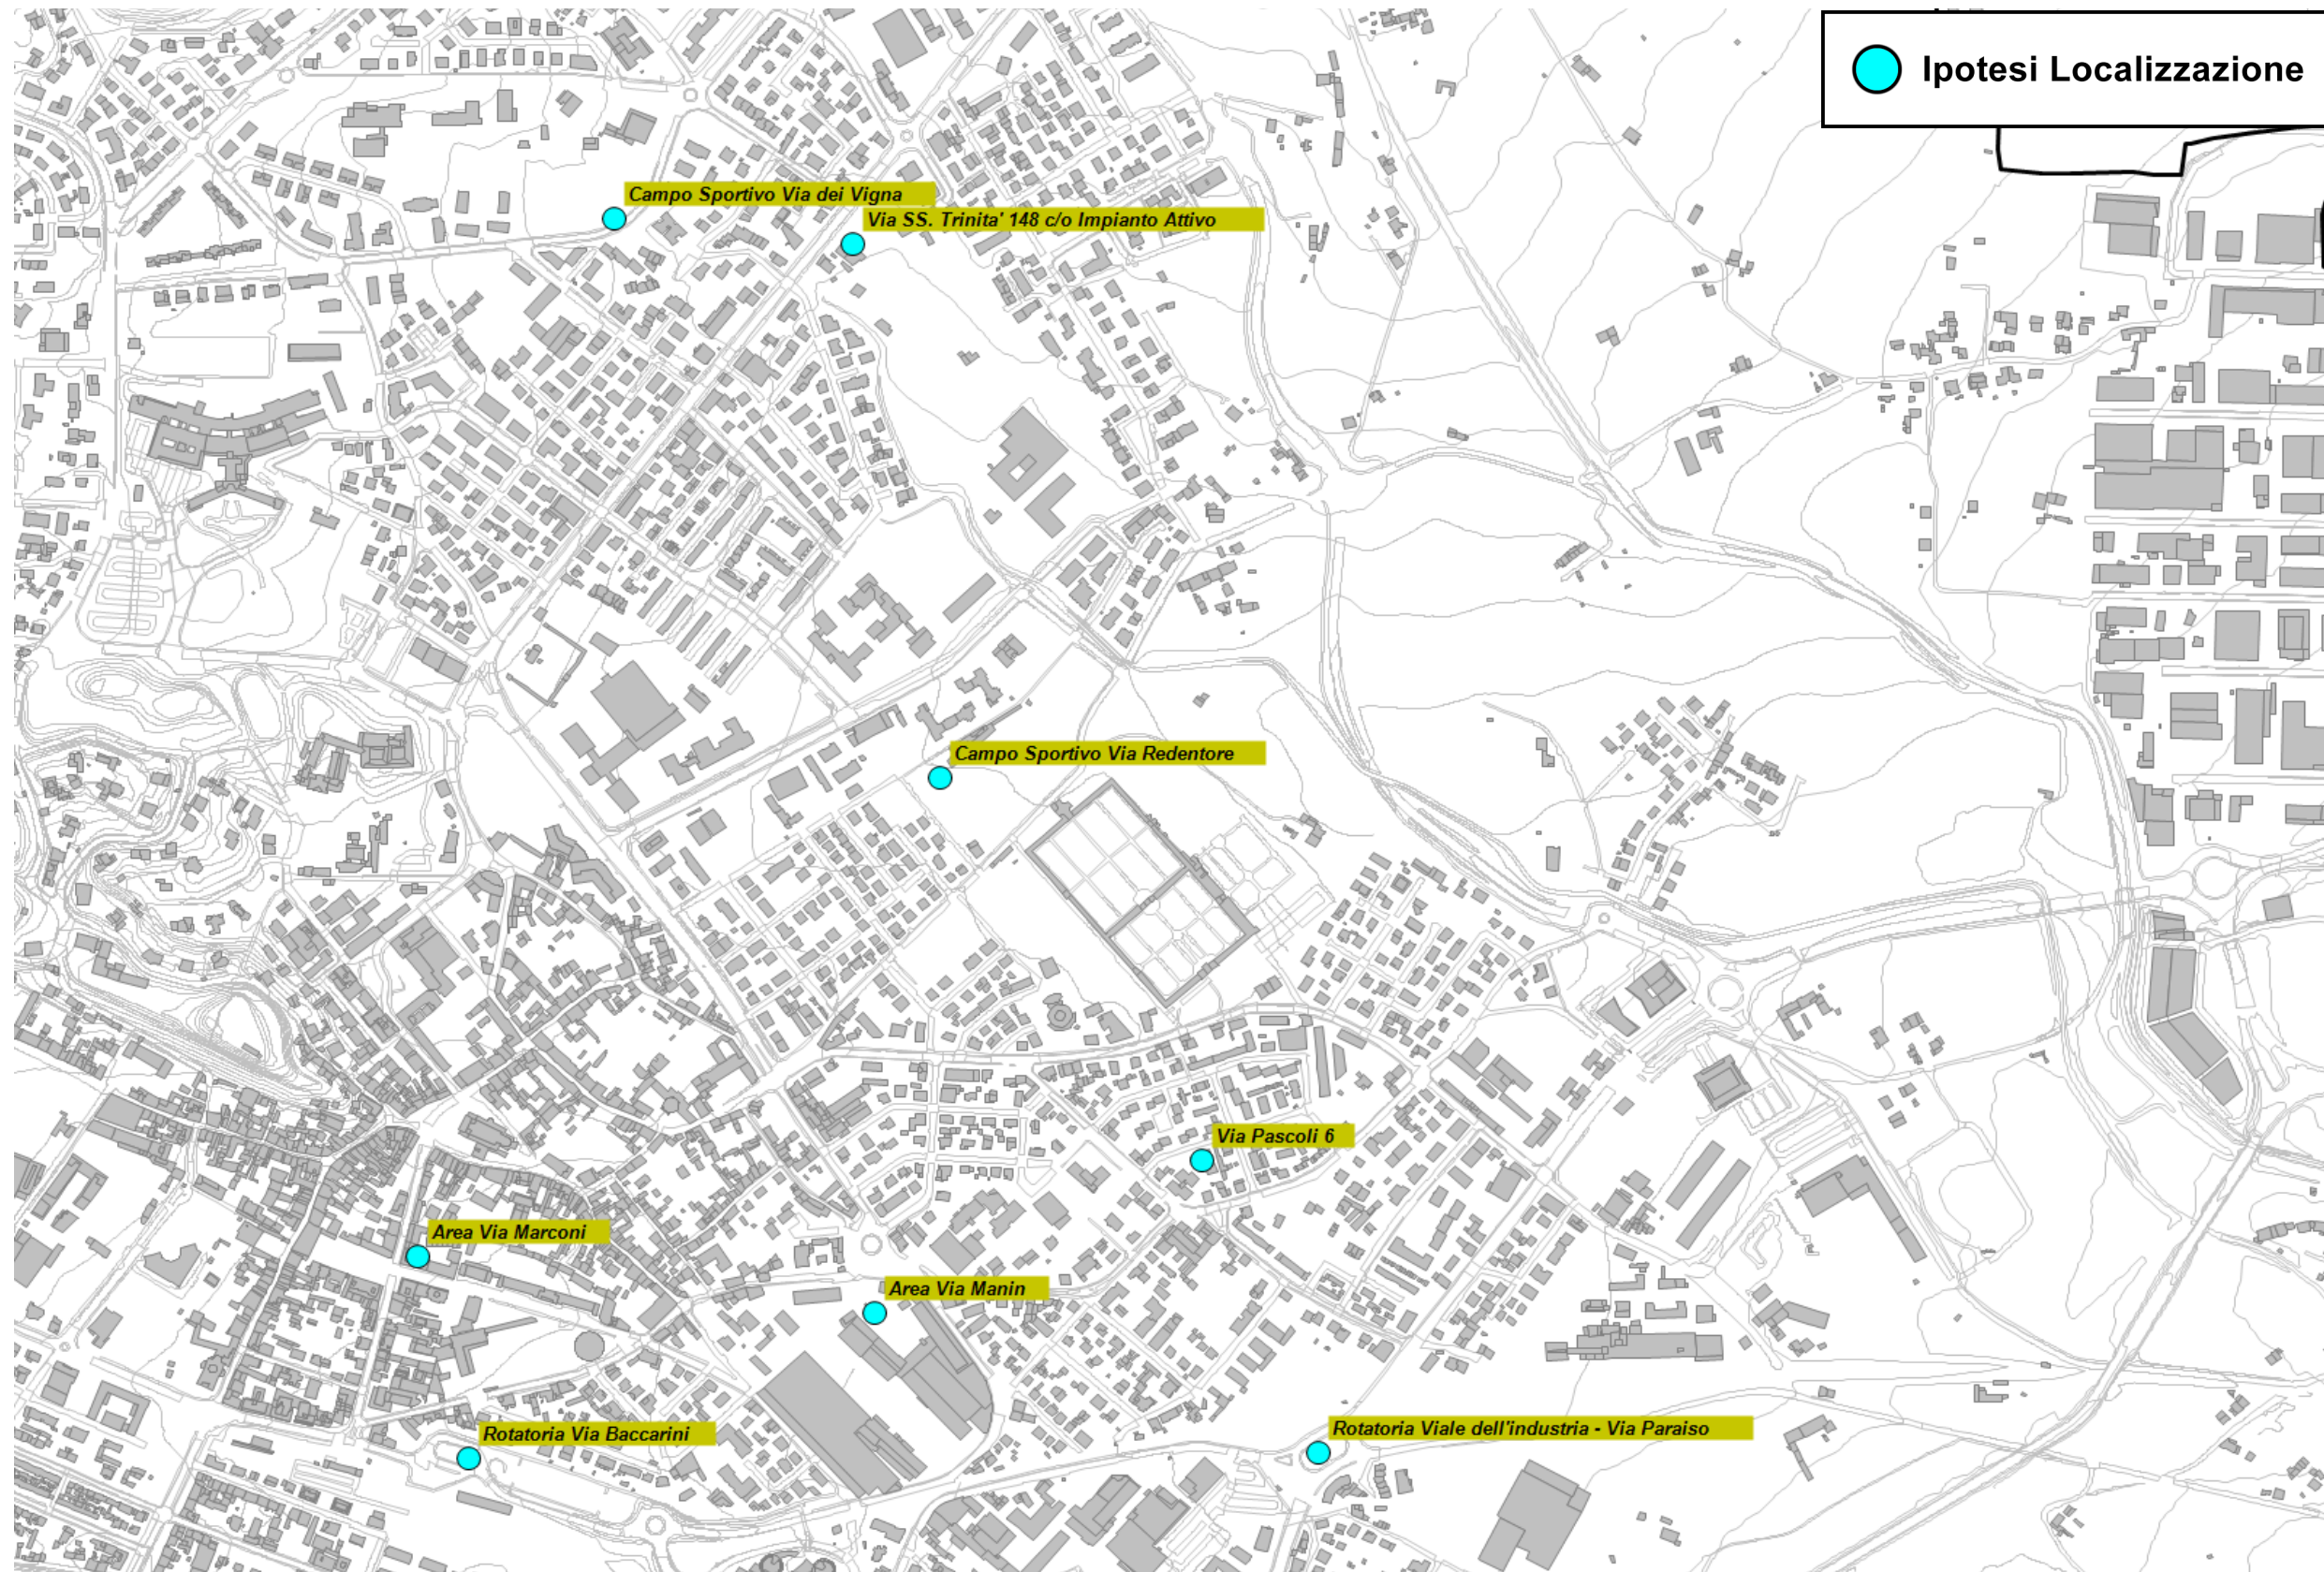 Ipotesi Localizzazione
Campo Sportivo Via dei Vigna
Via SS. Trinita' 148 c/o Impianto Attivo
Campo Sportivo Via Redentore
Via Pascoli 6
Area Via Marconi
Area Via Manin
Rotatoria Via Baccarini
Rotatoria Viale dell'industria - Via Paraiso